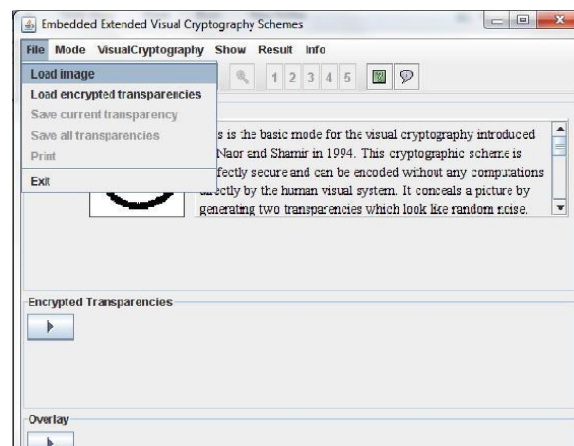 Embedded Extended Visual Cryptography Schemes
File Mode VisualCryptography Show Result Info
1 2 3 4 5
Load image
Load encrypted transparencies
Save current transparency
Save all transparencies
Print
Exit
s is the basic mode for the visual cryptography introduced
Naor and Shamir in 1994. This cryptographic scheme is
fectly secure and can be encoded without any computations
rectly by the human visual system. It conceals a picture by
generating two transparencies which look like random noise.
Encrypted Transparencies
Overlay